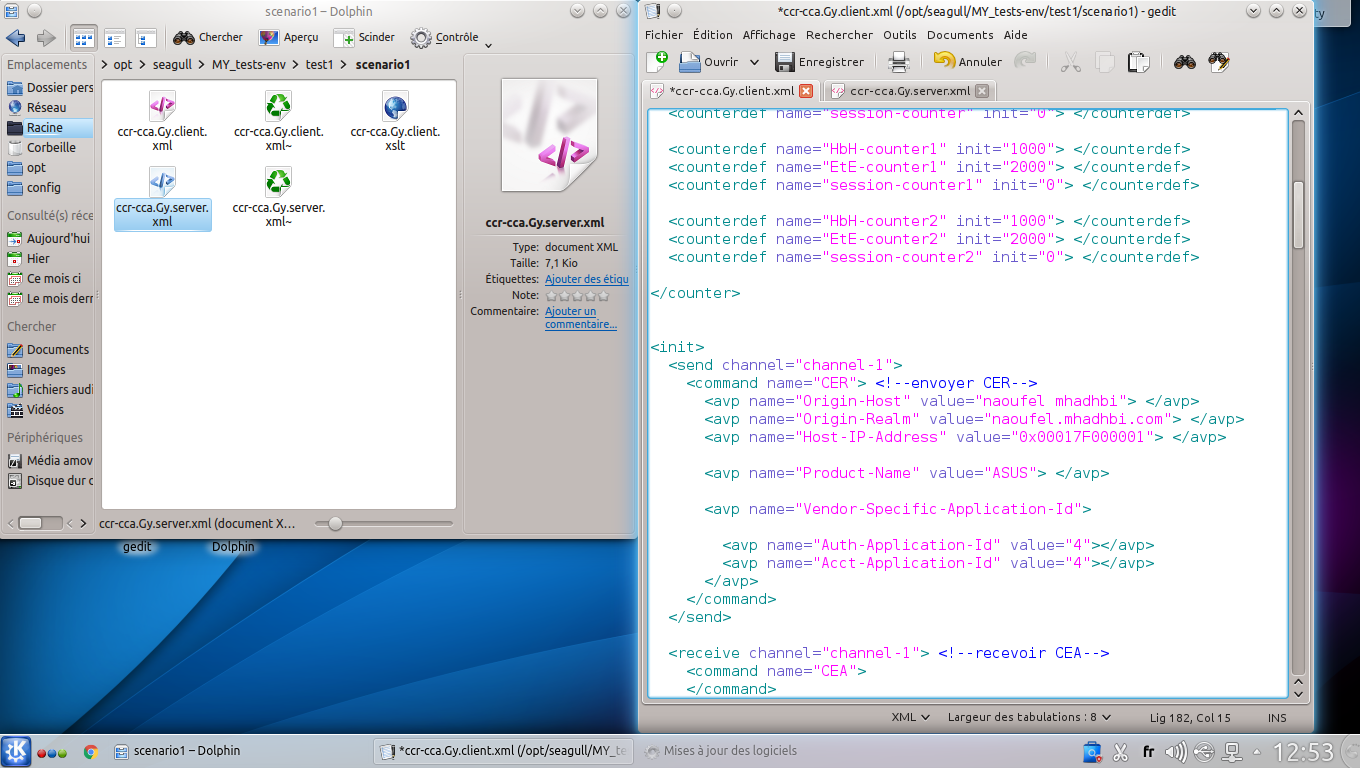 scenario1 – Dolphin
Chercher
Aperçu
Scinder
Contrôle
Emplacements
Dossier pers
Réseau
Racine
Corbeille
opt
config
Consulté(s) réce
Aujourd'hui
Hier
Ce mois ci
Le mois derr
Chercher
Documents
Images
Fichiers audi
Vidéos
Périphériques
Média amov
Disque dur c
> opt > seagull > MY_tests-env > test1 > scenario1
ccr-cca.Gy.client.
xml
ccr-cca.Gy.client.
xml~
ccr-cca.Gy.client.
xslt
ccr-cca.Gy.server.
xml
ccr-cca.Gy.server.
xml~
ccr-cca.Gy.server.xml (document X...
ccr-cca.Gy.server.xml
Type: document XML
Taille: 7,1 Kio
Étiquettes: Ajouter des étiqu
Note:
Commentaire: Ajouter un
commentaire...
gedit
Dolphin
*ccr-cca.Gy.client.xml (/opt/seagull/MY_tests-env/test1/scenario1) - gedit
ty
Fichier Édition Affichage Rechercher Outils Documents Aide
Ouvrir
Enregistrer
Annuler
*ccr-cca.Gy.client.xml
ccr-cca.Gy.server.xml
<counterdef name="session-counter" init="0"> </counterdef>
<counterdef name="HbH-counter1" init="1000"> </counterdef>
<counterdef name="EtE-counter1" init="2000"> </counterdef>
<counterdef name="session-counter1" init="0"> </counterdef>
<counterdef name="HbH-counter2" init="1000"> </counterdef>
<counterdef name="EtE-counter2" init="2000"> </counterdef>
<counterdef name="session-counter2" init="0"> </counterdef>
</counter>
<init>
<send channel="channel-1">
<command name="CER"> <!--envoyer CER-->
<avp name="Origin-Host" value="naoufel mhadhbi"> </avp>
<avp name="Origin-Realm" value="naoufel.mhadhbi.com"> </avp>
<avp name="Host-IP-Address" value="0x00017F000001"> </avp>
<avp name="Product-Name" value="ASUS"> </avp>
<avp name="Vendor-Specific-Application-Id">
<avp name="Auth-Application-Id" value="4"></avp>
<avp name="Acct-Application-Id" value="4"></avp>
</avp>
</command>
</send>
<receive channel="channel-1"> <!--recevoir CEA-->
<command name="CEA">
</command>
XML
Largeur des tabulations : 8
Lig 182, Col 15
INS
scenario1 – Dolphin
*ccr-cca.Gy.client.xml (/opt/seagull/MY_te
Mises à jour des logiciels
fr
12:53